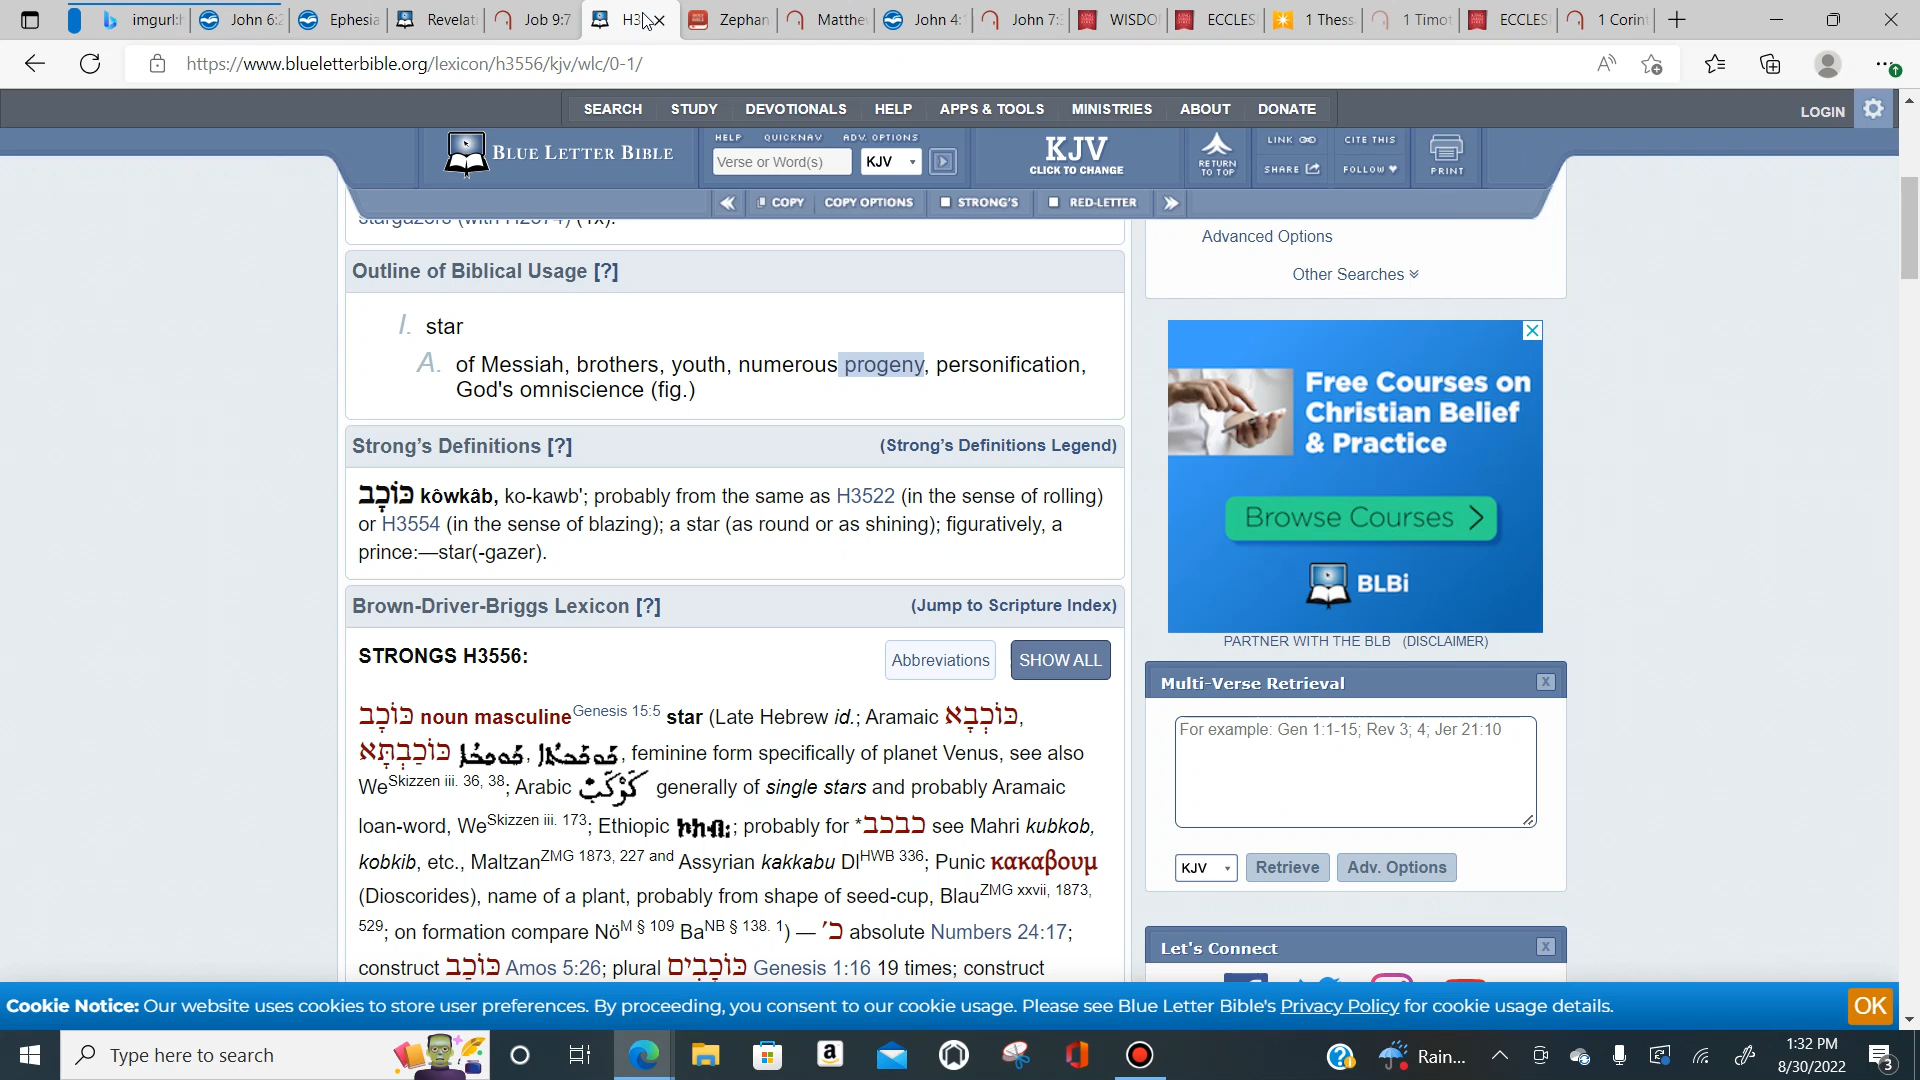 imgurl:h
John 6:2
Ephesia
Revelati
Job 9:7
H3
Zephan
Matthe
John 4:
John 7:
WISDO
ECCLES
1 Thess
1 Timot
ECCLES
1 Corin
https://www.blueletterbible.org/lexicon/h3556/kjv/wlc/0-1/
SEARCH STUDY DEVOTIONALS HELP APPS & TOOLS MINISTRIES ABOUT DONATE
LOGIN
HELP QUICKNAV ADV. OPTIONS
BLUE LETTER BIBLE
Verse or Word(s) KJV
KJV
CLICK TO CHANGE
RETURN
TO TOP
LINK CITE THIS
SHARE FOLLOW
PRINT
COPY COPY OPTIONS STRONG'S RED-LETTER
Advanced Options
Other Searches
Outline of Biblical Usage [?]
I. star
A. of Messiah, brothers, youth, numerous progeny, personification,
God's omniscience (fig.)
Strong's Definitions [?] (Strong's Definitions Legend)
כּוֹכָב kôwkâb, ko-kawb'; probably from the same as H3522 (in the sense of rolling)
or H3554 (in the sense of blazing); a star (as round or as shining); figuratively, a
prince:—star(-gazer).
Brown-Driver-Briggs Lexicon [?] (Jump to Scripture Index)
STRONGS H3556: Abbreviations SHOW ALL
כּוֹכָב noun masculine Genesis 15:5 star (Late Hebrew id.; Aramaic כּוֹכְבָא,
כּוֹכַבְתָּא, feminine form specifically of planet Venus, see also
We Skizzen iii. 36, 38; Arabic generally of single stars and probably Aramaic
loan-word, We Skizzen iii. 173; Ethiopic ; probably for *כבכב see Mahri kubkob,
kobkib, etc., Maltzan ZMG 1873, 227 and Assyrian kakkabu Dl HWB 336; Punic κακαβουμ
(Dioscorides), name of a plant, probably from shape of seed-cup, Blau ZMG xxvii, 1873,
529; on formation compare Nö M § 109 Ba NB § 138. 1) — כ׳ absolute Numbers 24:17;
construct כּוֹכַב Amos 5:26; plural כּוֹכָבִים Genesis 1:16 19 times; construct
Free Courses on
Christian Belief
& Practice
Browse Courses >
BLBi
PARTNER WITH THE BLB (DISCLAIMER)
Multi-Verse Retrieval X
For example: Gen 1:1-15; Rev 3; 4; Jer 21:10
KJV Retrieve Adv. Options
Let's Connect X
Cookie Notice: Our website uses cookies to store user preferences. By proceeding, you consent to our cookie usage. Please see Blue Letter Bible's Privacy Policy for cookie usage details. OK
Type here to search
Rain...
1:32 PM
8/30/2022
3